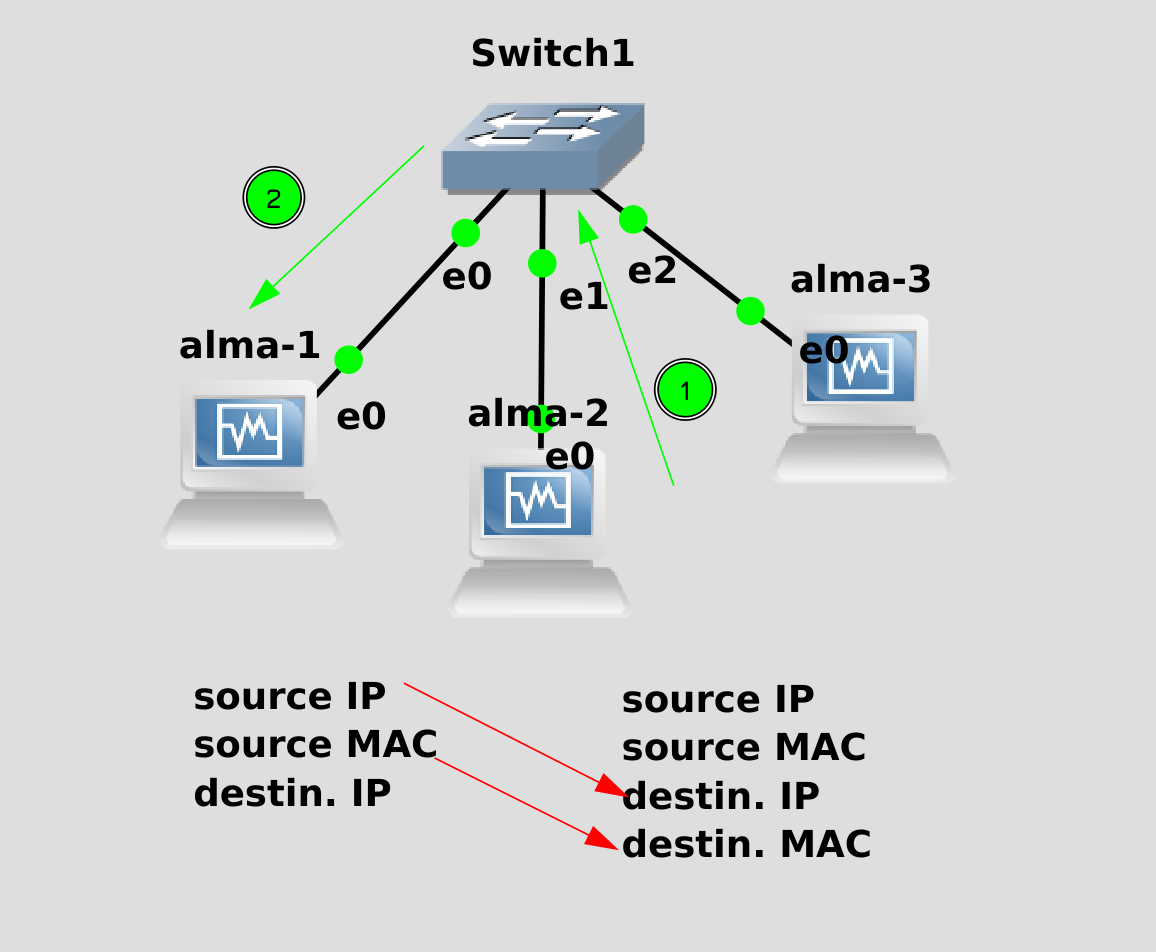 Switch1
2
e0
e1
e2
alma-3
e0
alma-1
e0
1
alma-2
e0
source IP
source MAC
destin. IP
source IP
source MAC
destin. IP
destin. MAC